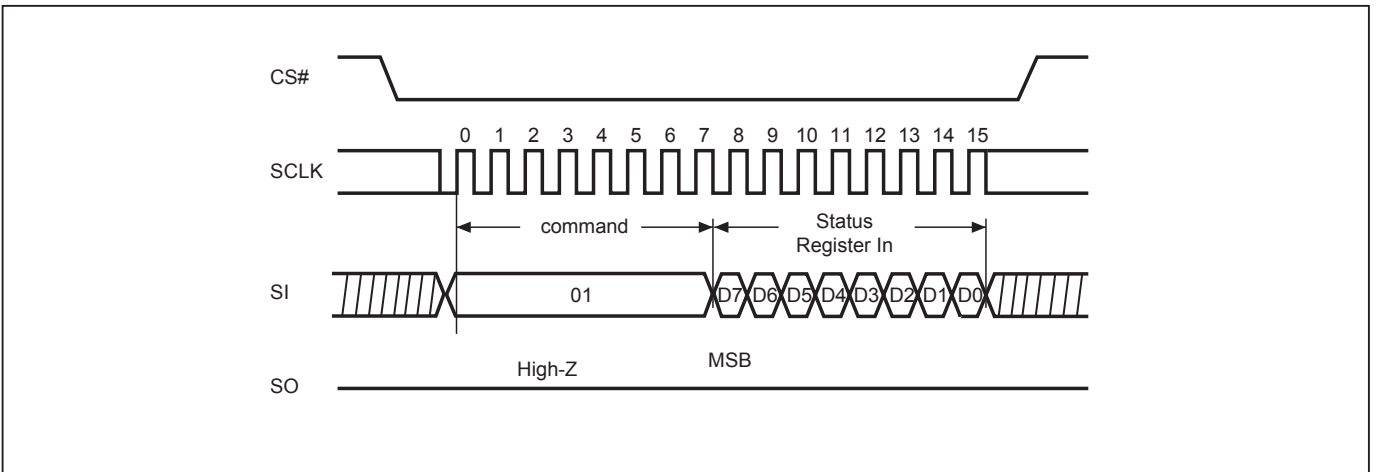 CS#
0 1 2 3 4 5 6 7 8 9 10 11 12 13 14 15
SCLK
command
Status
Register In
SI
01
D7 D6 D5 D4 D3 D2 D1 D0
High-Z
MSB
SO